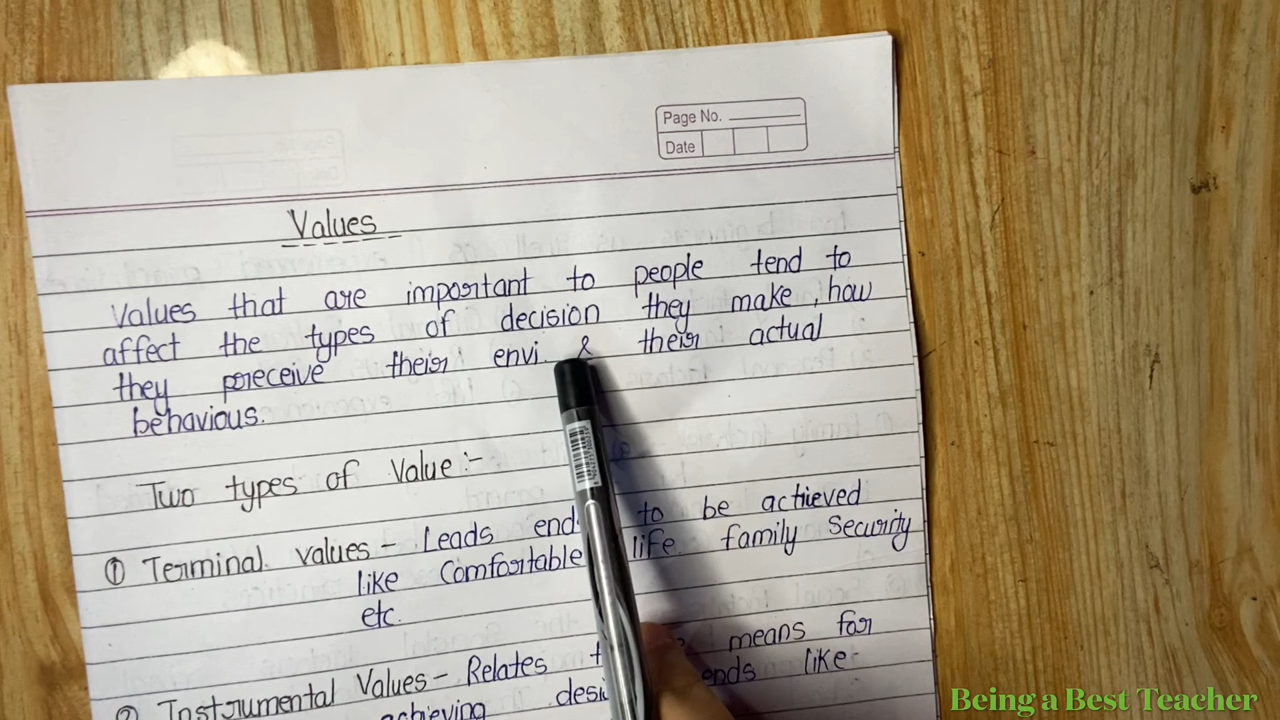 Page No.
Date
Values
Values that are important to people tend to
affect the types of decision they make, how
they pereceive their envi. & their actual
behavious.
Two types of Value :-
① Terminal values - Leads end to be achieved
like Comfortable life family Security
etc.
② Instrumental Values - Relates means for
achieving ends like
Being a Best Teacher